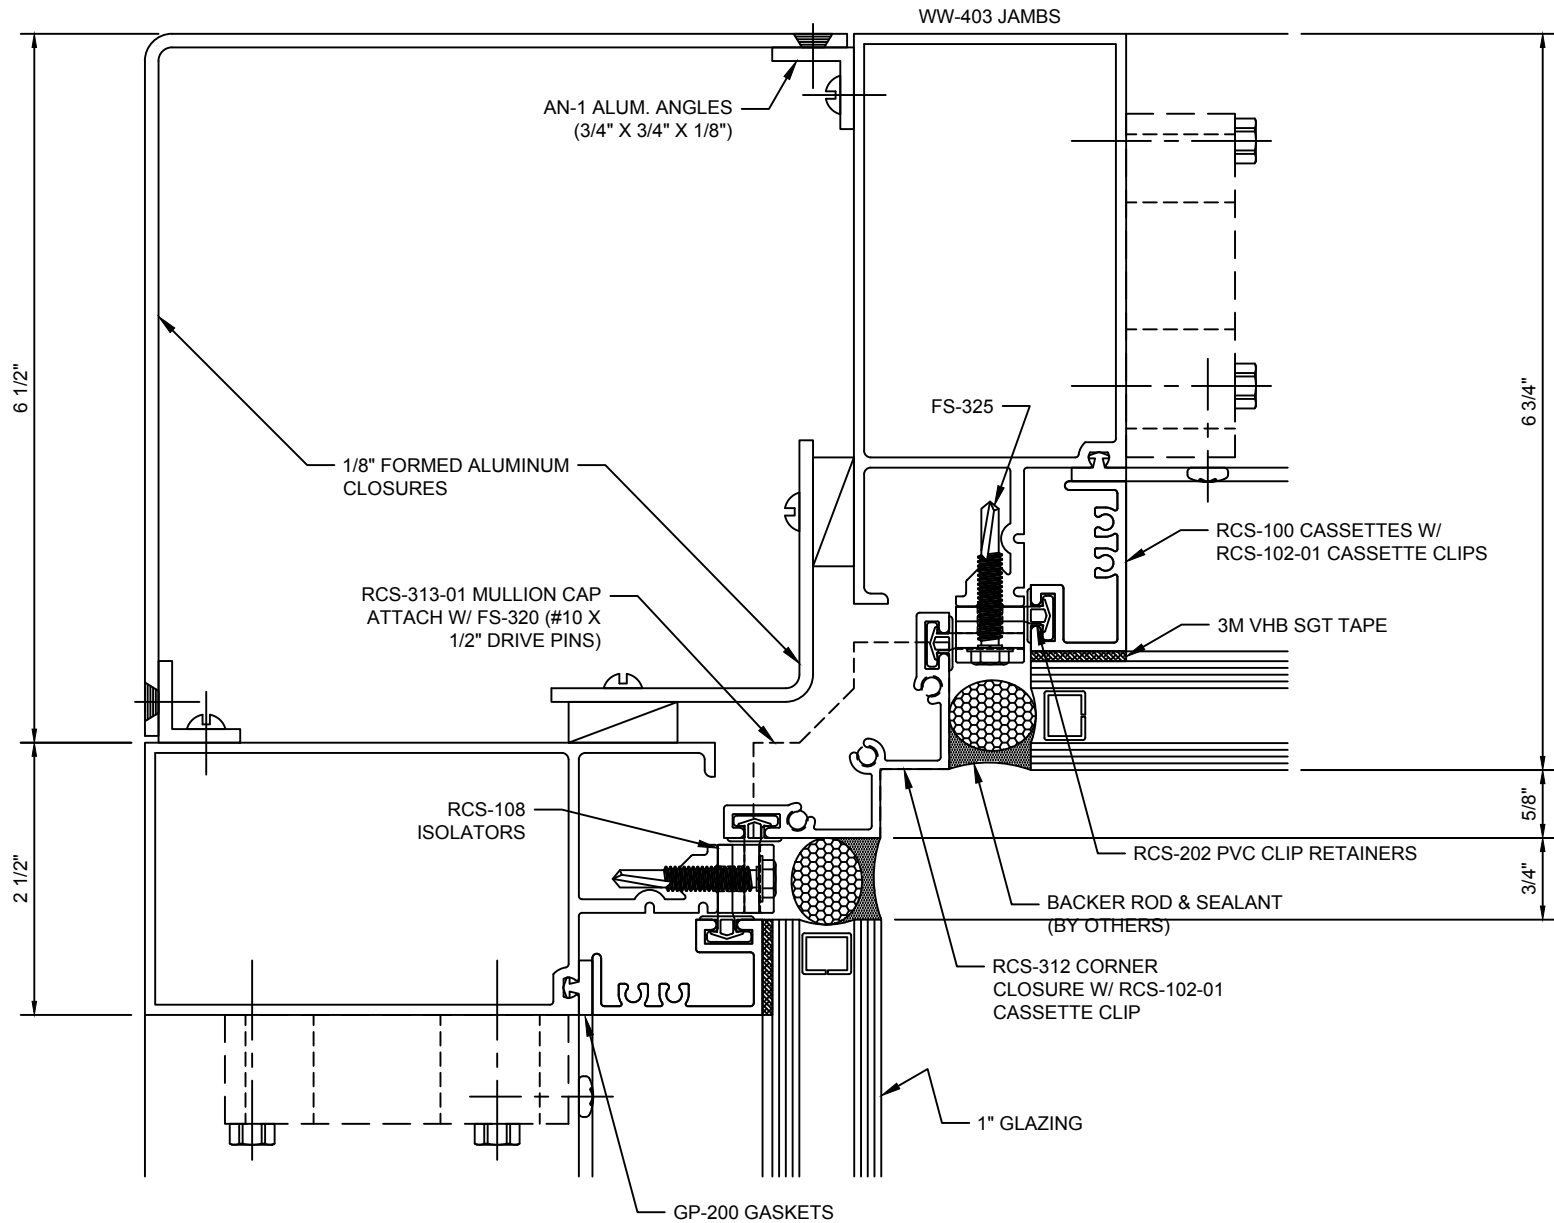 WW-403 JAMBS
AN-1 ALUM. ANGLES
(3/4" X 3/4" X 1/8")
6 1/2"
6 3/4"
FS-325
1/8" FORMED ALUMINUM
CLOSURES
RCS-100 CASSETTES W/
RCS-102-01 CASSETTE CLIPS
RCS-313-01 MULLION CAP
ATTACH W/ FS-320 (#10 X
1/2" DRIVE PINS)
3M VHB SGT TAPE
RCS-108
ISOLATORS
5/8"
RCS-202 PVC CLIP RETAINERS
2 1/2"
3/4"
BACKER ROD & SEALANT
(BY OTHERS)
RCS-312 CORNER
CLOSURE W/ RCS-102-01
CASSETTE CLIP
1" GLAZING
GP-200 GASKETS